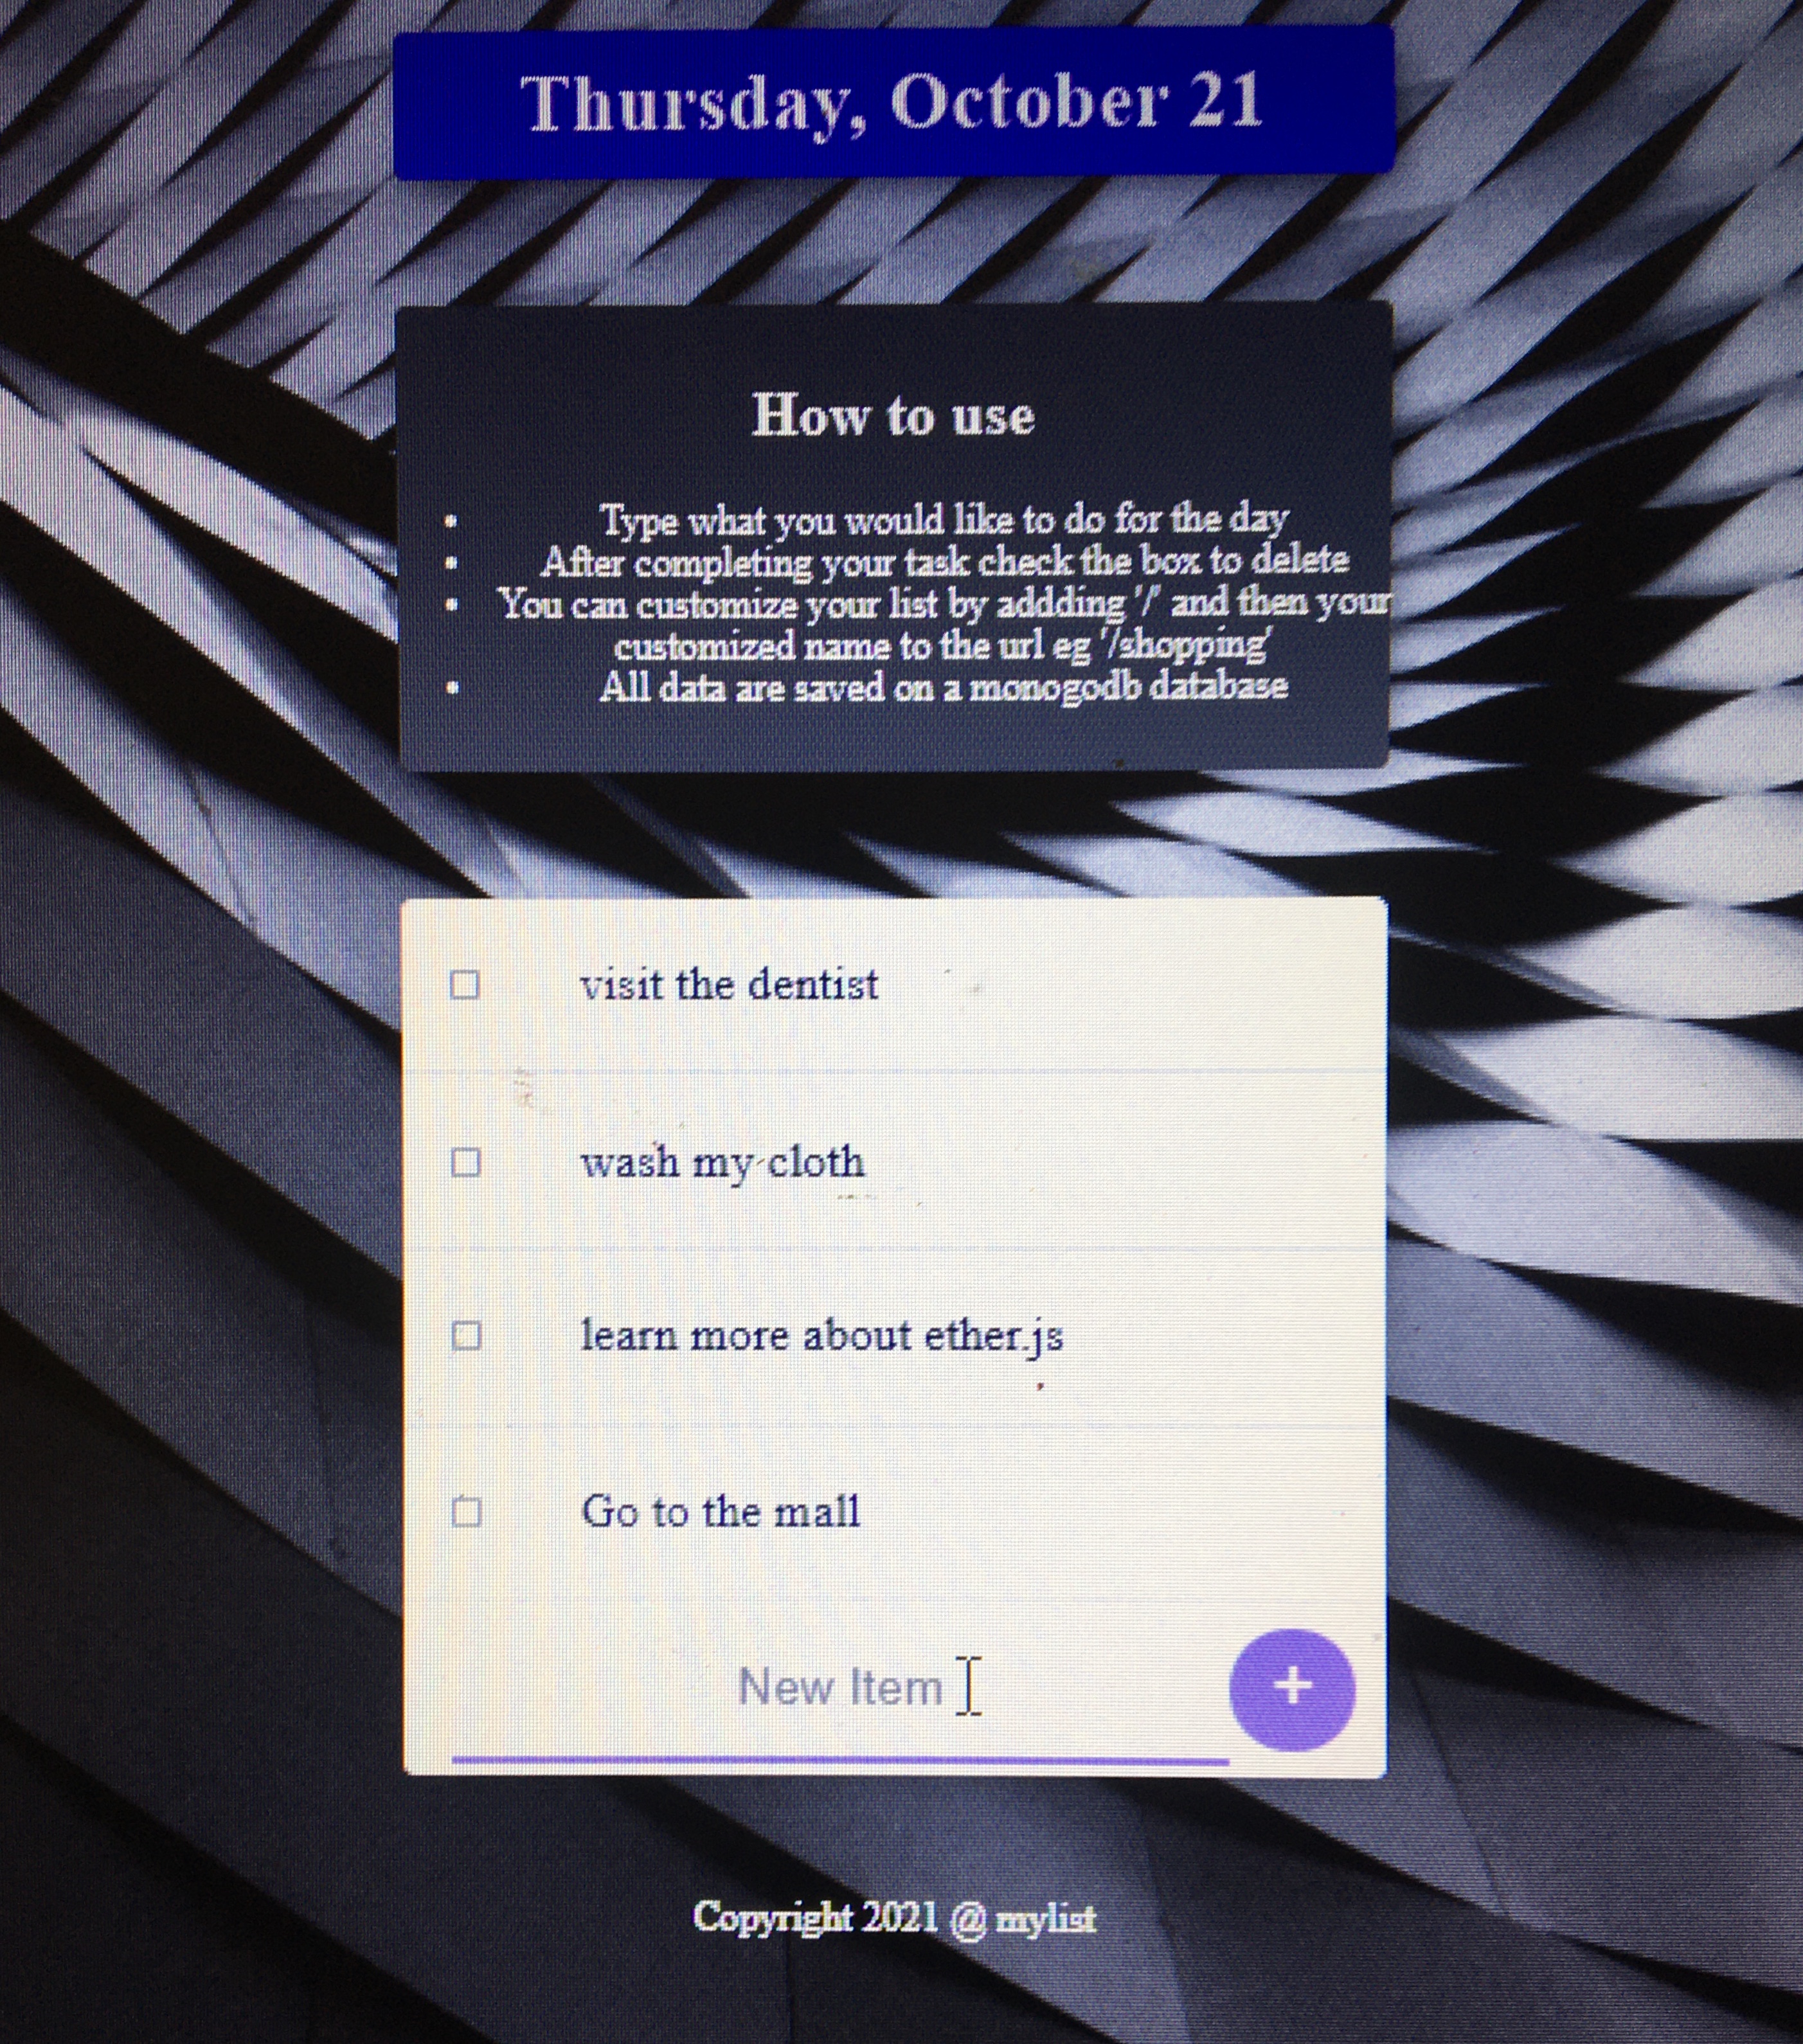 Thursday, October 21
How to use
• Type what you would like to do for the day
• After completing your task check the box to delete
• You can customize your list by addding '/' and then your
customized name to the url eg '/shopping'
• All data are saved on a monogodb database
visit the dentist
wash my cloth
learn more about ether.js
Go to the mall
New Item
+
Copyright 2021 @ mylist